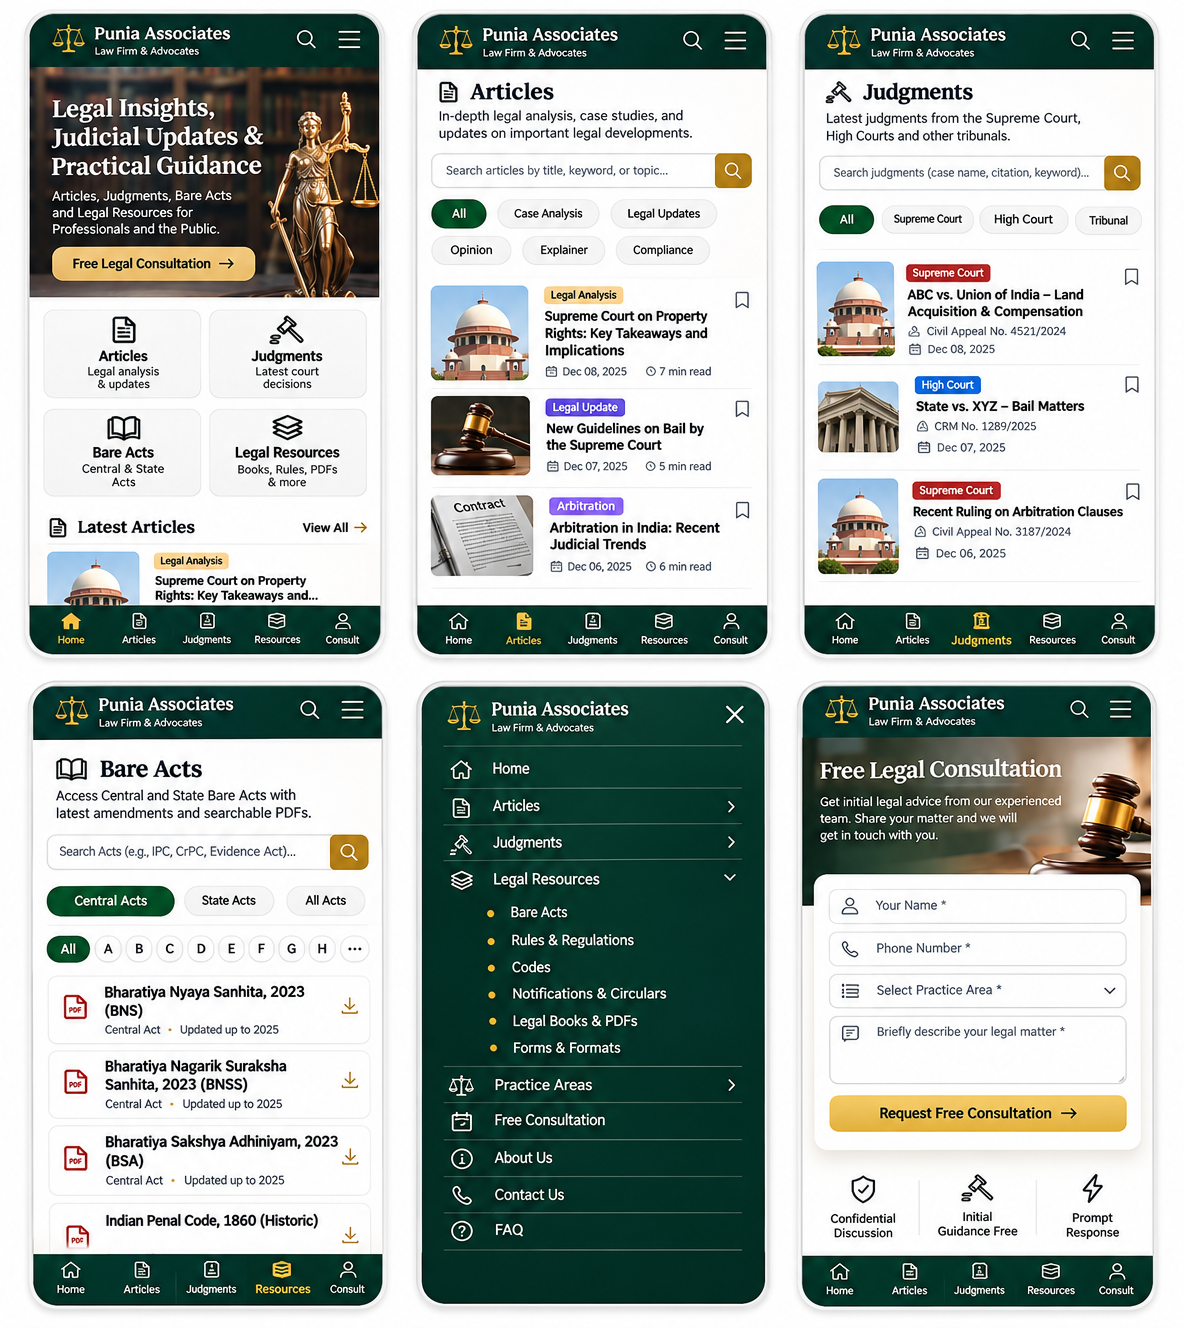 Punia Associates
Law Firm & Advocates
Legal Insights,
Judicial Updates &
Practical Guidance
Articles, Judgments, Bare Acts
and Legal Resources for
Professionals and the Public.
Free Legal Consultation →
Articles
Legal analysis
& updates
Judgments
Latest court
decisions
Bare Acts
Central & State
Acts
Legal Resources
Books, Rules, PDFs
& more
Latest Articles
View All →
Legal Analysis
Supreme Court on Property
Rights: Key Takeaways and...
Home
Articles
Judgments
Resources
Consult
Punia Associates
Law Firm & Advocates
Articles
In-depth legal analysis, case studies, and
updates on important legal developments.
Search articles by title, keyword, or topic...
All
Case Analysis
Legal Updates
Opinion
Explainer
Compliance
Legal Analysis
Supreme Court on Property
Rights: Key Takeaways and
Implications
Dec 08, 2025
7 min read
Legal Update
New Guidelines on Bail by
the Supreme Court
Dec 07, 2025
5 min read
Contract
Arbitration
Arbitration in India: Recent
Judicial Trends
Dec 06, 2025
6 min read
Home
Articles
Judgments
Resources
Consult
Punia Associates
Law Firm & Advocates
Judgments
Latest judgments from the Supreme Court,
High Courts and other tribunals.
Search judgments (case name, citation, keyword)...
All
Supreme Court
High Court
Tribunal
Supreme Court
ABC vs. Union of India – Land
Acquisition & Compensation
Civil Appeal No. 4521/2024
Dec 08, 2025
High Court
State vs. XYZ – Bail Matters
CRM No. 1289/2025
Dec 07, 2025
Supreme Court
Recent Ruling on Arbitration Clauses
Civil Appeal No. 3187/2024
Dec 06, 2025
Home
Articles
Judgments
Resources
Consult
Punia Associates
Law Firm & Advocates
Bare Acts
Access Central and State Bare Acts with
latest amendments and searchable PDFs.
Search Acts (e.g., IPC, CrPC, Evidence Act)...
Central Acts
State Acts
All Acts
All
A
B
C
D
E
F
G
H
•••
PDF
Bharatiya Nyaya Sanhita, 2023
(BNS)
Central Act • Updated up to 2025
PDF
Bharatiya Nagarik Suraksha
Sanhita, 2023 (BNSS)
Central Act • Updated up to 2025
PDF
Bharatiya Sakshya Adhiniyam, 2023
(BSA)
Central Act • Updated up to 2025
PDF
Indian Penal Code, 1860 (Historic)
Home
Articles
Judgments
Resources
Consult
Punia Associates
Law Firm & Advocates
Home
Articles
Judgments
Legal Resources
• Bare Acts
• Rules & Regulations
• Codes
• Notifications & Circulars
• Legal Books & PDFs
• Forms & Formats
Practice Areas
Free Consultation
About Us
Contact Us
FAQ
Punia Associates
Law Firm & Advocates
Free Legal Consultation
Get initial legal advice from our experienced
team. Share your matter and we will
get in touch with you.
Your Name *
Phone Number *
Select Practice Area *
Briefly describe your legal matter *
Request Free Consultation →
Confidential
Discussion
Initial
Guidance Free
Prompt
Response
Home
Articles
Judgments
Resources
Consult